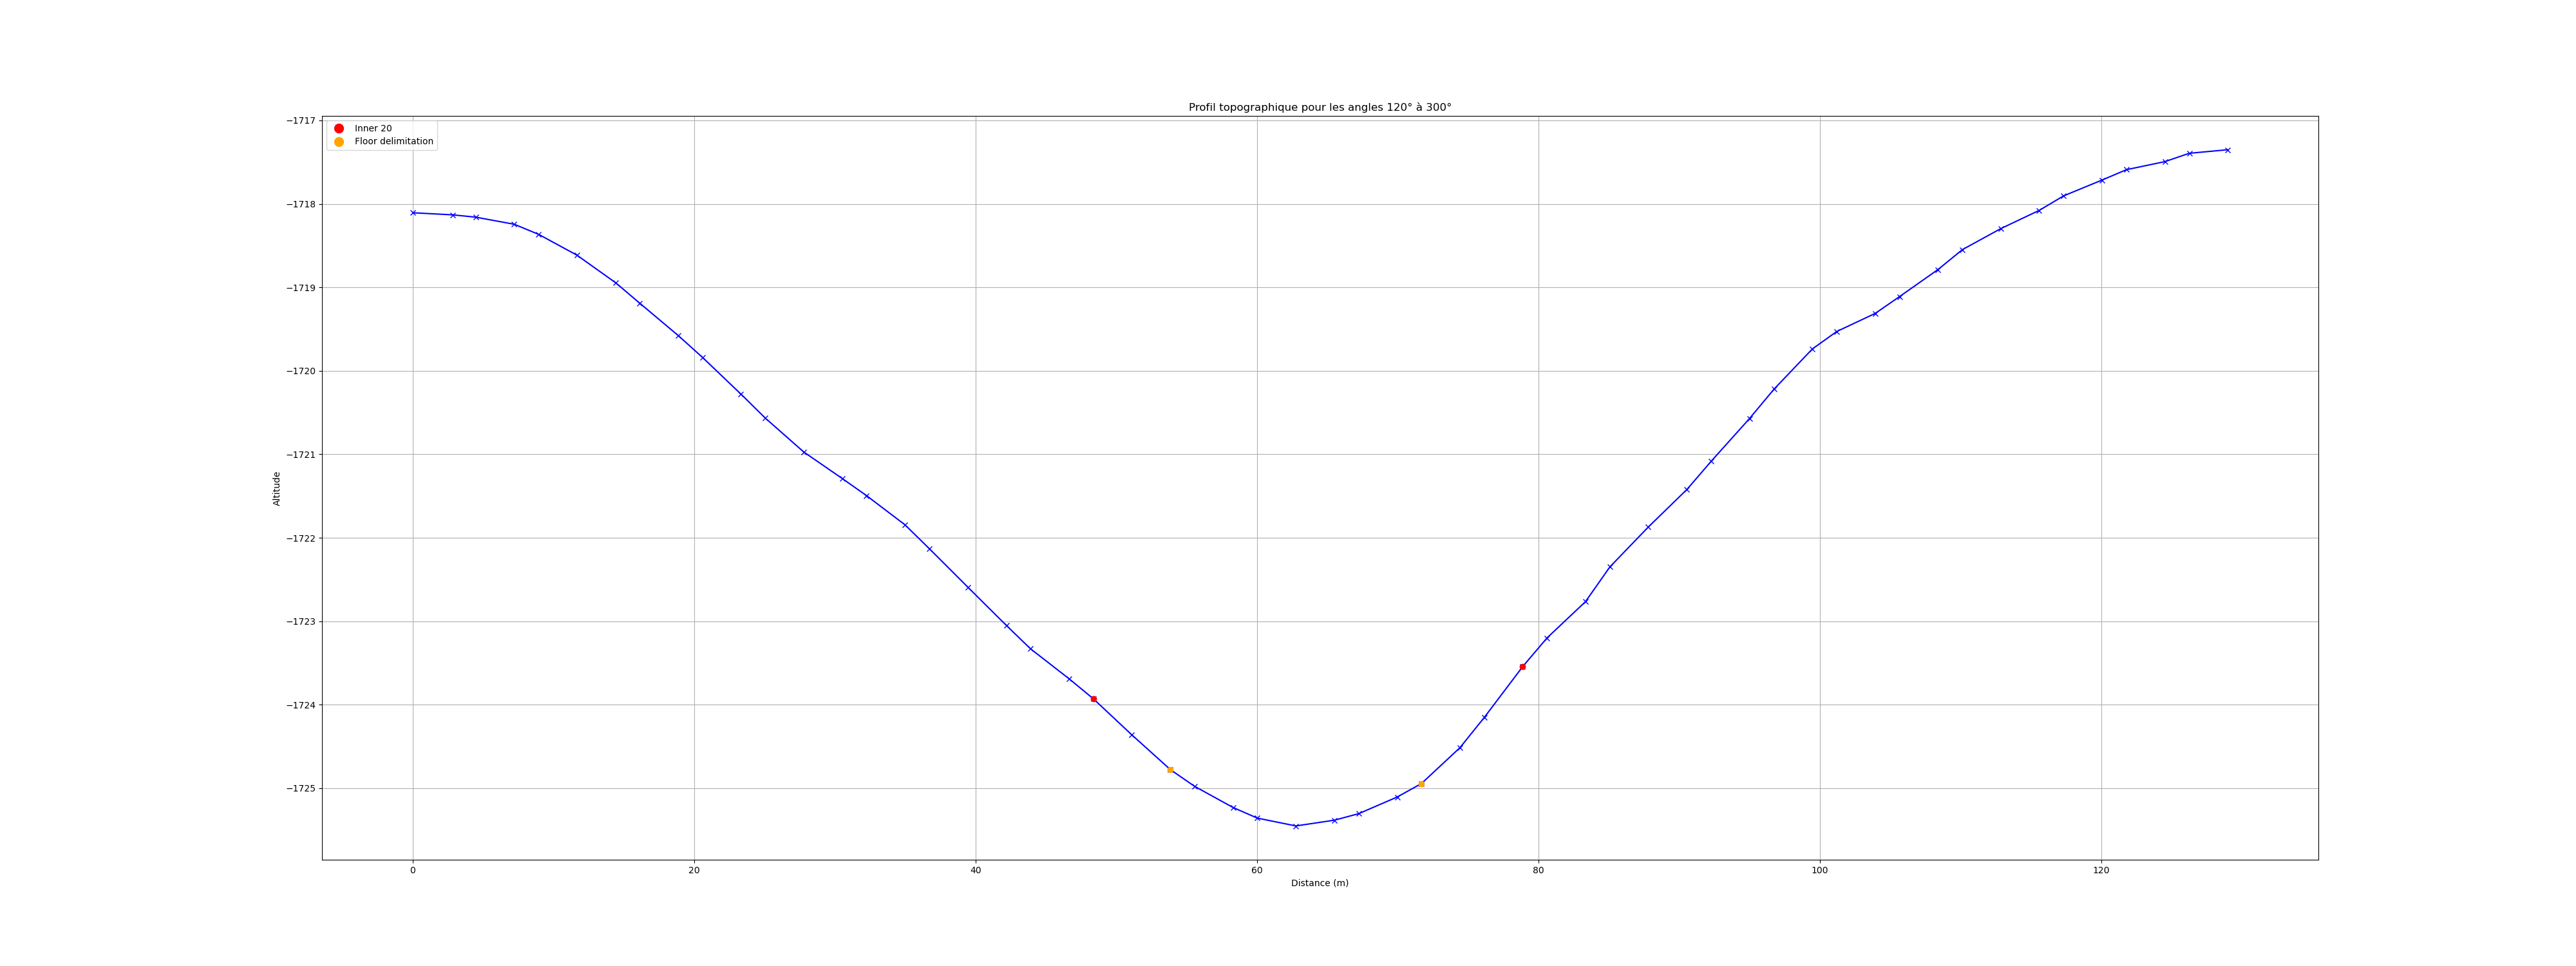 Profil topographique pour les angles 120° à 300°
Inner 20
Floor delimitation
−1717
−1718
−1719
−1720
−1721
−1722
−1723
−1724
−1725
Altitude
0 20 40 60 80 100 120
Distance (m)